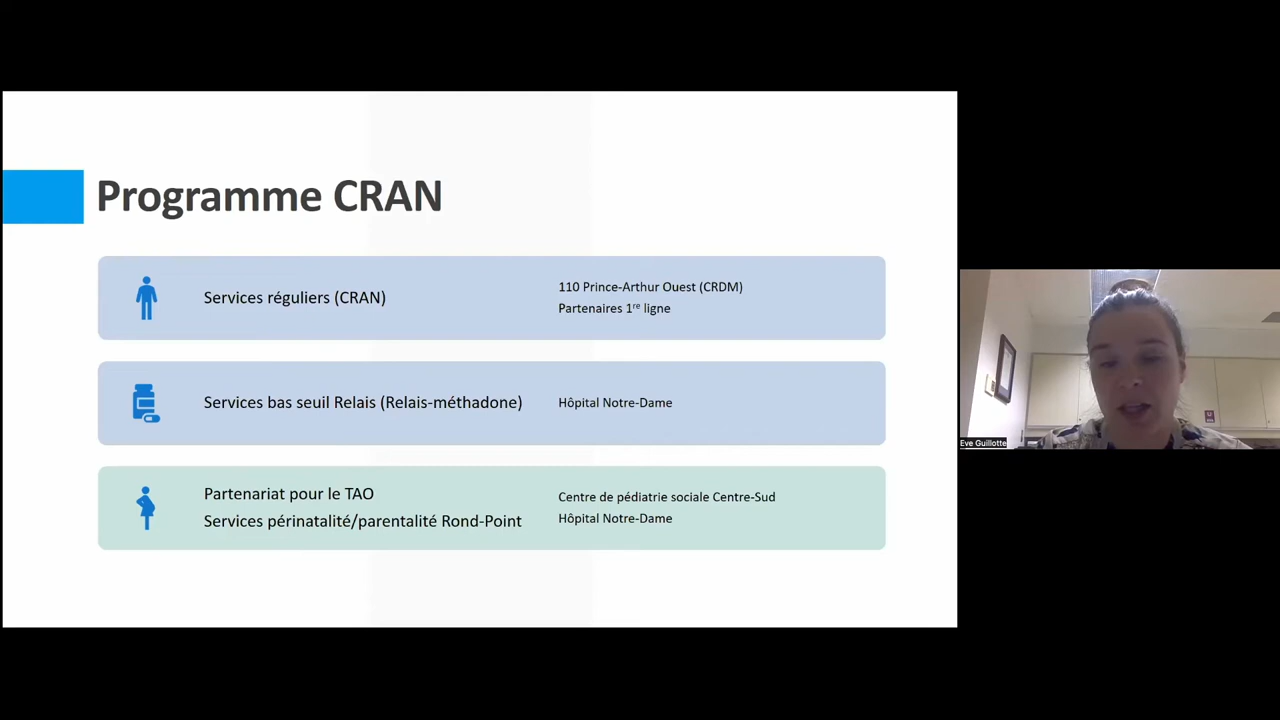 Programme CRAN
Services réguliers (CRAN)
110 Prince-Arthur Ouest (CRDM)
Partenaires 1re ligne
Services bas seuil Relais (Relais-méthadone)
Hôpital Notre-Dame
Partenariat pour le TAO
Services périnatalité/parentalité Rond-Point
Centre de pédiatrie sociale Centre-Sud
Hôpital Notre-Dame
Eve Guillotte